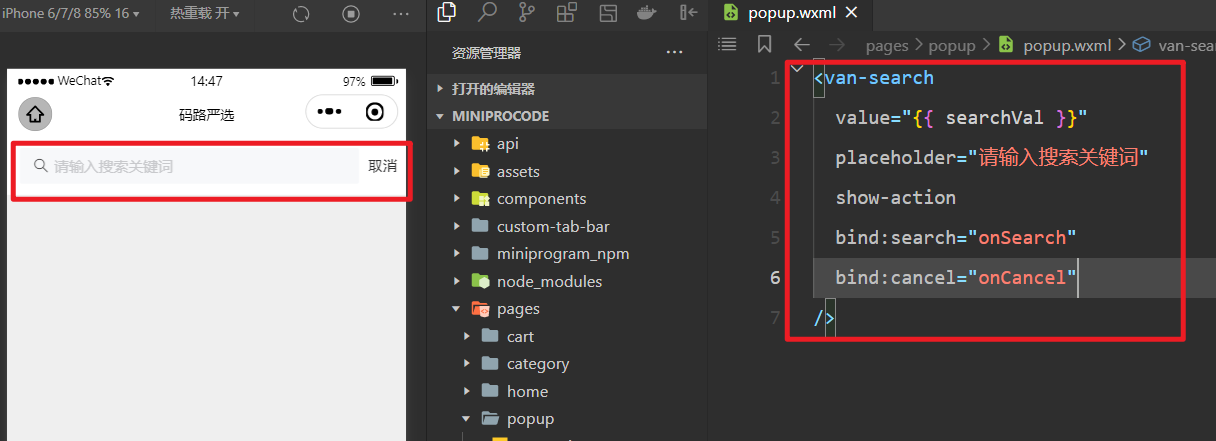 iPhone 6/7/8 85% 16
热重载 开
WeChat
14:47
97%
码路严选
请输入搜索关键词
取消
资源管理器
打开的编辑器
MINIPROCODE
api
assets
components
custom-tab-bar
miniprogram_npm
node_modules
pages
cart
category
home
popup
popup.wxml
pages > popup > popup.wxml > van-sea
1 <van-search
2 value="{{ searchVal }}"
3 placeholder="请输入搜索关键词"
4 show-action
5 bind:search="onSearch"
6 bind:cancel="onCancel"
7 />